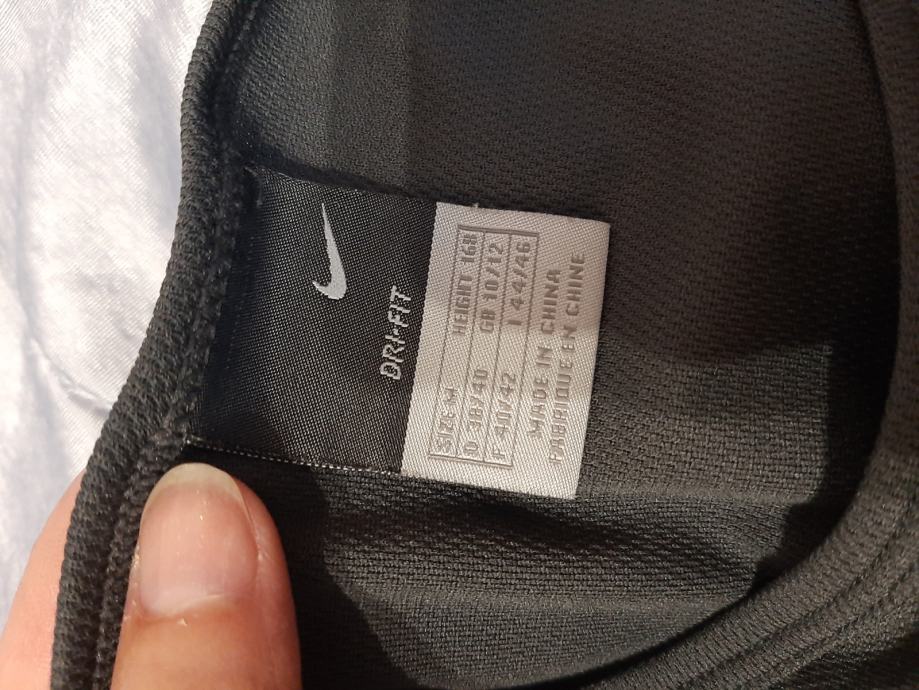 DRI-FIT
SIZE M HEIGHT 168
D 38/40 GB 10/12
F 40/42 I 44/46
MADE IN CHINA
FABRIQUE EN CHINE